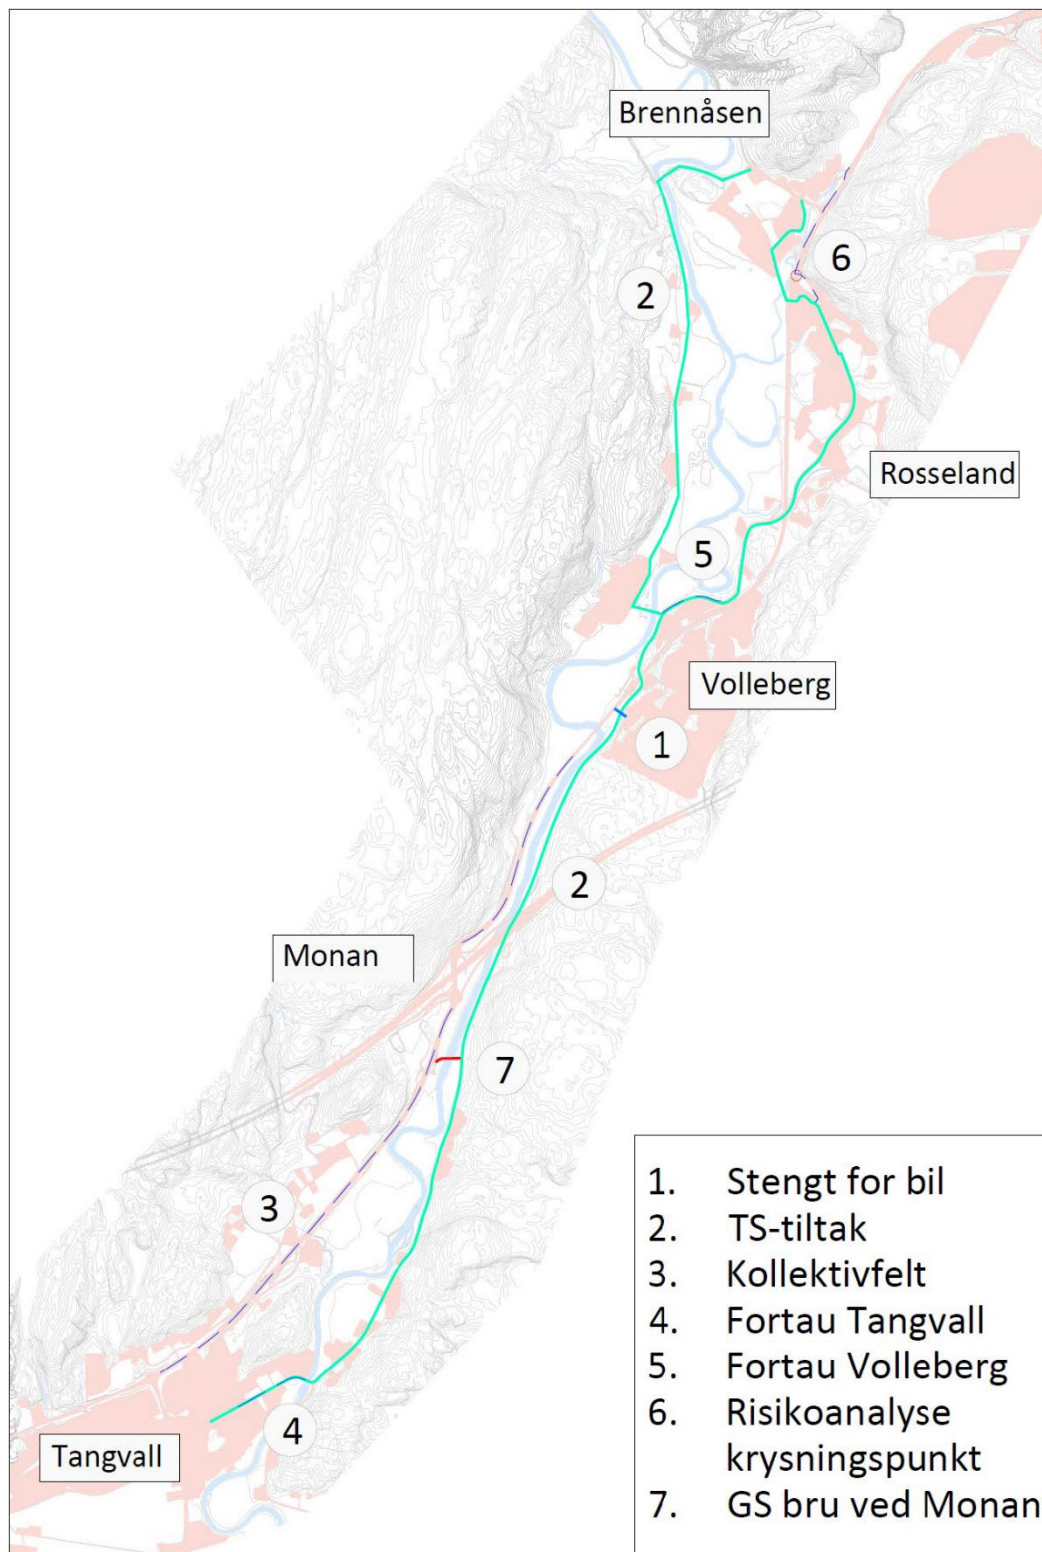 Brennåsen
6
2
Rosseland
5
Volleberg
1
2
Monan
7
3
4
Tangvall
1. Stengt for bil
2. TS-tiltak
3. Kollektivfelt
4. Fortau Tangvall
5. Fortau Volleberg
6. Risikoanalyse
krysningspunkt
7. GS bru ved Monan